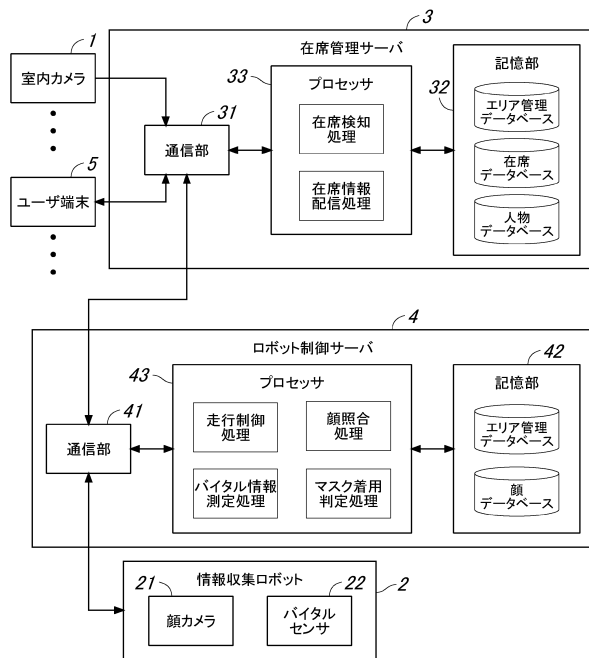 3
1
在席管理サーバ
室内カメラ
33
プロセッサ
32
記憶部
31
在席検知
処理
エリア管理
データベース
通信部
在席
データベース
5
ユーザ端末
在席情報
配信処理
人物
データベース
4
ロボット制御サーバ
43
プロセッサ
42
記憶部
41
走行制御
処理
顔照合
処理
エリア管理
データベース
通信部
バイタル情報
測定処理
マスク着用
判定処理
顔
データベース
情報収集ロボット
21
22
2
顔カメラ
バイタル
センサ